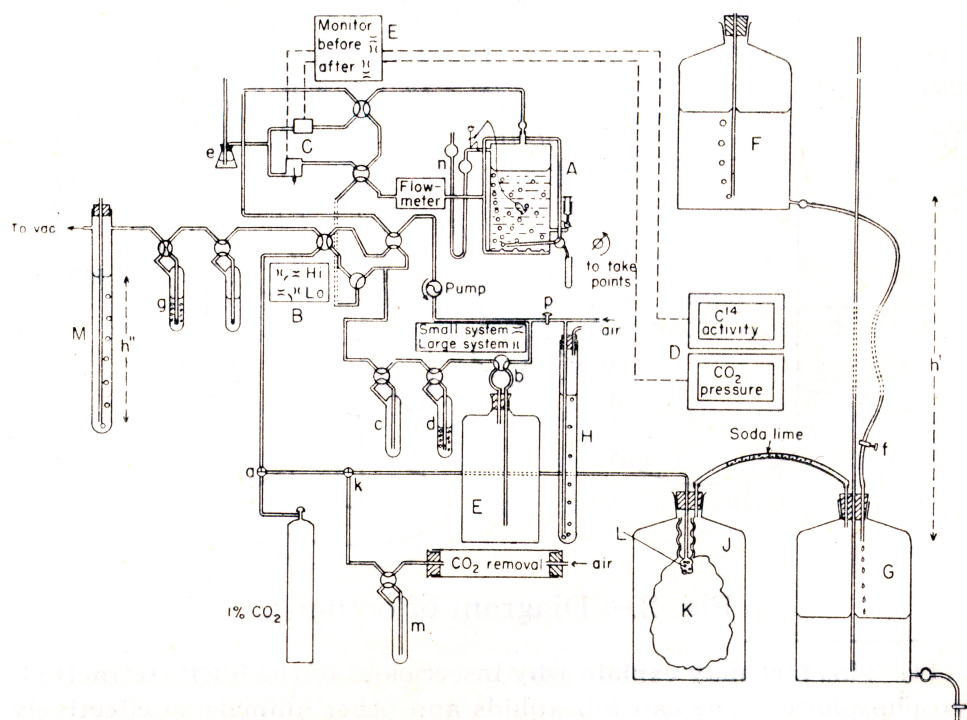 Monitor
before
after
E
C
e
n
A
Flow-
meter
F
To vac
Hi
Lo
B
to take
points
g
M
h"
Pump
p
air
Small system
Large system
b
C¹⁴
activity
D
CO₂
pressure
h'
c
d
H
Soda lime
f
a
k
E
L
J
K
G
CO₂ removal
air
1% CO₂
m